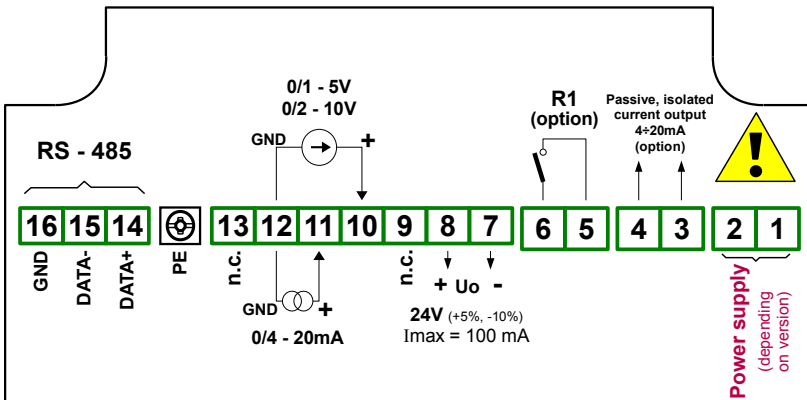 0/1 - 5V
0/2 - 10V
GND +
R1
(option)
Passive, isolated
current output
4÷20mA
(option)
RS - 485
16 15 14 13 12 11 10 9 8 7 6 5 4 3 2 1
GND
DATA-
DATA+
PE
n.c.
GND +
0/4 - 20mA
n.c.
+ Uo -
24V (+5%, -10%)
Imax = 100 mA
Power supply
(depending
on version)